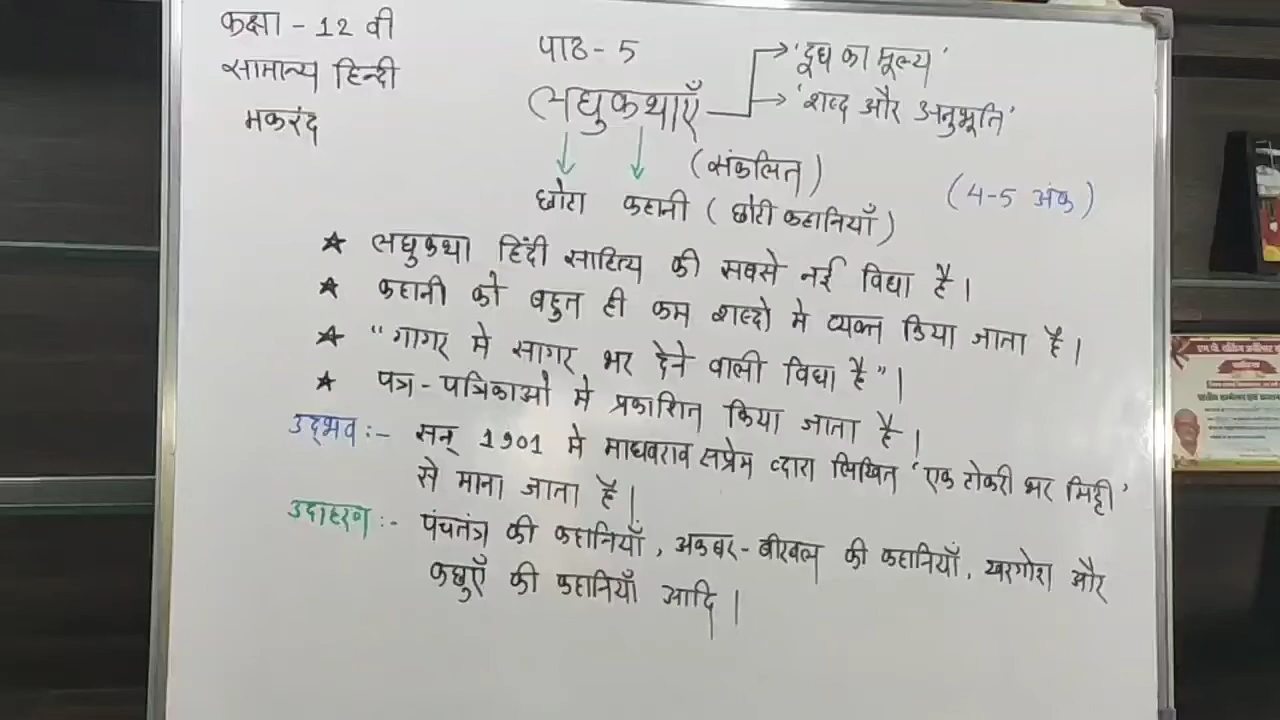 कक्षा - 12 वी
सामान्य हिन्दी
मकरंद
पाठ - 5
लघुकथाएँ
'दूध का मूल्य'
'शब्द और अनुभूति'
(संकलित)
(4-5 अंक)
छोटा कहानी (छोटी कहानियाँ)
★ लघुकथा हिंदी साहित्य की सबसे नई विधा है।
★ कहानी को बहुत ही कम शब्दो मे व्यक्त किया जाता है।
★ "गागर मे सागर भर देने वाली विधा है"।
★ पत्र - पत्रिकाओ मे प्रकाशित किया जाता है।
उद्भव :- सन् 1901 मे माधवराव सप्रेम व्दारा लिखित 'एक टोकरी भर मिट्टी'
से माना जाता है।
उदाहरण :- पंचतंत्र की कहानियाँ, अकबर - बीरबल की कहानियाँ, खरगोश और
कछुएँ की कहानियाँ आदि।